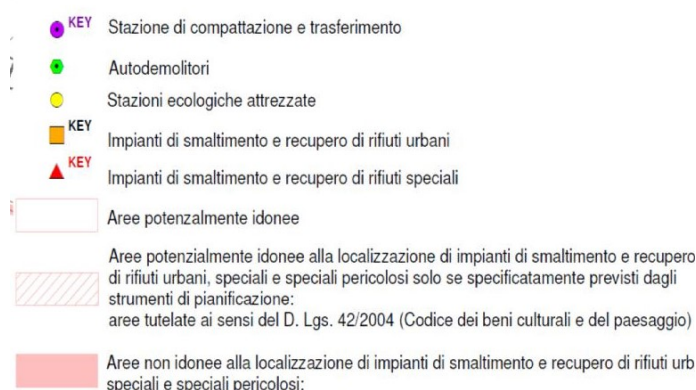 KEY Stazione di compattazione e trasferimento
Autodemolitori
Stazioni ecologiche attrezzate
KEY Impianti di smaltimento e recupero di rifiuti urbani
KEY Impianti di smaltimento e recupero di rifiuti speciali
Aree potenzalmente idonee
Aree potenzialmente idonee alla localizzazione di impianti di smaltimento e recupero
di rifiuti urbani, speciali e speciali pericolosi solo se specificatamente previsti dagli
strumenti di pianificazione:
aree tutelate ai sensi del D. Lgs. 42/2004 (Codice dei beni culturali e del paesaggio)
Aree non idonee alla localizzazione di impianti di smaltimento e recupero di rifiuti urb
speciali e speciali pericolosi: